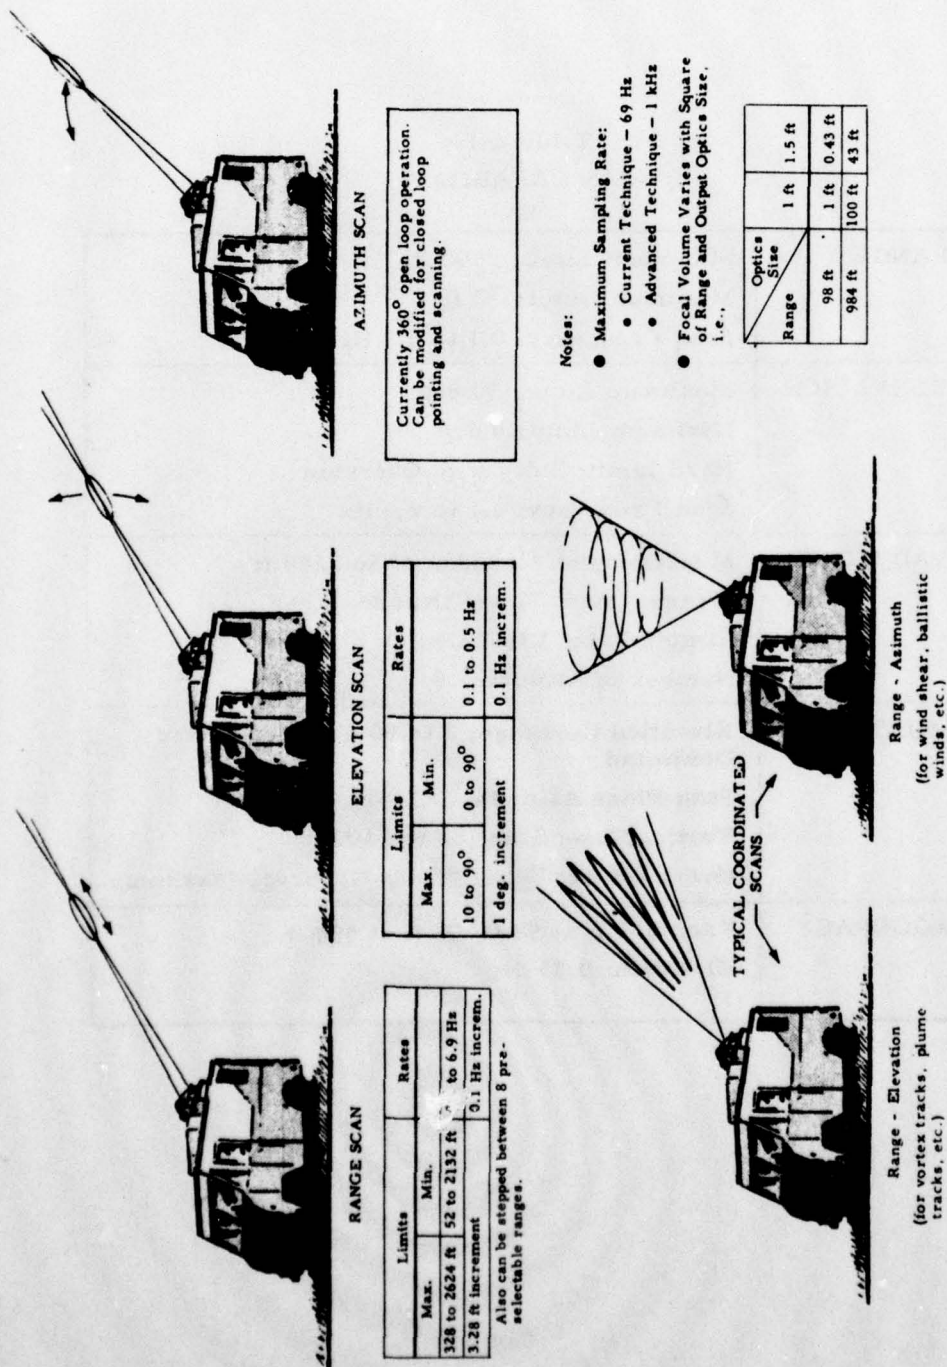 RANGE SCAN
Limits Rates
Max. Min.
328 to 2624 ft 52 to 2132 ft to 6.9 Hz
3.28 ft increment 0.1 Hz increm.
Also can be stepped between 8 pre-
selectable ranges.
ELEVATION SCAN
Limits Rates
Max. Min.
10 to 90° 0 to 90° 0.1 to 0.5 Hz
1 deg. increment 0.1 Hz increm.
AZIMUTH SCAN
Currently 360° open loop operation.
Can be modified for closed loop
pointing and scanning.
Notes:
● Maximum Sampling Rate:
• Current Technique – 69 Hz
• Advanced Technique – 1 kHz
● Focal Volume Varies with Square
of Range and Output Optics Size,
i.e.,
Optics
Size 1 ft 1.5 ft
Range
98 ft 1 ft 0.43 ft
984 ft 100 ft 43 ft
TYPICAL COORDINATED
SCANS
Range - Elevation
(for vortex tracks, plume
tracks, etc.)
Range - Azimuth
(for wind shear, ballistic
winds, etc.)